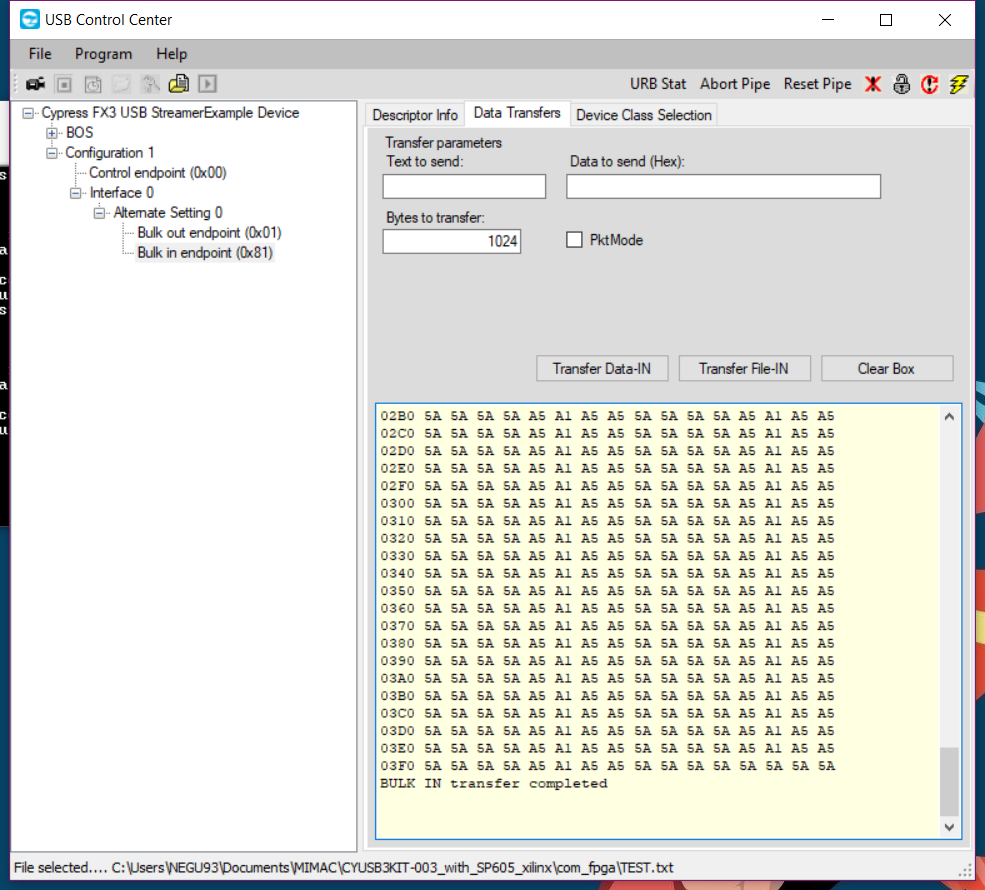 USB Control Center
File Program Help
URB Stat Abort Pipe Reset Pipe
Cypress FX3 USB StreamerExample Device
BOS
Configuration 1
Control endpoint (0x00)
Interface 0
Alternate Setting 0
Bulk out endpoint (0x01)
Bulk in endpoint (0x81)
Descriptor Info Data Transfers Device Class Selection
Transfer parameters
Text to send: Data to send (Hex):
Bytes to transfer:
1024 PktMode
Transfer Data-IN Transfer File-IN Clear Box
02B0 5A 5A 5A 5A A5 A1 A5 A5 5A 5A 5A 5A A5 A1 A5 A5
02C0 5A 5A 5A 5A A5 A1 A5 A5 5A 5A 5A 5A A5 A1 A5 A5
02D0 5A 5A 5A 5A A5 A1 A5 A5 5A 5A 5A 5A A5 A1 A5 A5
02E0 5A 5A 5A 5A A5 A1 A5 A5 5A 5A 5A 5A A5 A1 A5 A5
02F0 5A 5A 5A 5A A5 A1 A5 A5 5A 5A 5A 5A A5 A1 A5 A5
0300 5A 5A 5A 5A A5 A1 A5 A5 5A 5A 5A 5A A5 A1 A5 A5
0310 5A 5A 5A 5A A5 A1 A5 A5 5A 5A 5A 5A A5 A1 A5 A5
0320 5A 5A 5A 5A A5 A1 A5 A5 5A 5A 5A 5A A5 A1 A5 A5
0330 5A 5A 5A 5A A5 A1 A5 A5 5A 5A 5A 5A A5 A1 A5 A5
0340 5A 5A 5A 5A A5 A1 A5 A5 5A 5A 5A 5A A5 A1 A5 A5
0350 5A 5A 5A 5A A5 A1 A5 A5 5A 5A 5A 5A A5 A1 A5 A5
0360 5A 5A 5A 5A A5 A1 A5 A5 5A 5A 5A 5A A5 A1 A5 A5
0370 5A 5A 5A 5A A5 A1 A5 A5 5A 5A 5A 5A A5 A1 A5 A5
0380 5A 5A 5A 5A A5 A1 A5 A5 5A 5A 5A 5A A5 A1 A5 A5
0390 5A 5A 5A 5A A5 A1 A5 A5 5A 5A 5A 5A A5 A1 A5 A5
03A0 5A 5A 5A 5A A5 A1 A5 A5 5A 5A 5A 5A A5 A1 A5 A5
03B0 5A 5A 5A 5A A5 A1 A5 A5 5A 5A 5A 5A A5 A1 A5 A5
03C0 5A 5A 5A 5A A5 A1 A5 A5 5A 5A 5A 5A A5 A1 A5 A5
03D0 5A 5A 5A 5A A5 A1 A5 A5 5A 5A 5A 5A A5 A1 A5 A5
03E0 5A 5A 5A 5A A5 A1 A5 A5 5A 5A 5A 5A A5 A1 A5 A5
03F0 5A 5A 5A 5A A5 A1 A5 A5 5A 5A 5A 5A 5A 5A 5A 5A
BULK IN transfer completed
File selected.... C:\Users\NEGU93\Documents\MIMAC\CYUSB3KIT-003_with_SP605_xilinx\com_fpga\TEST.txt